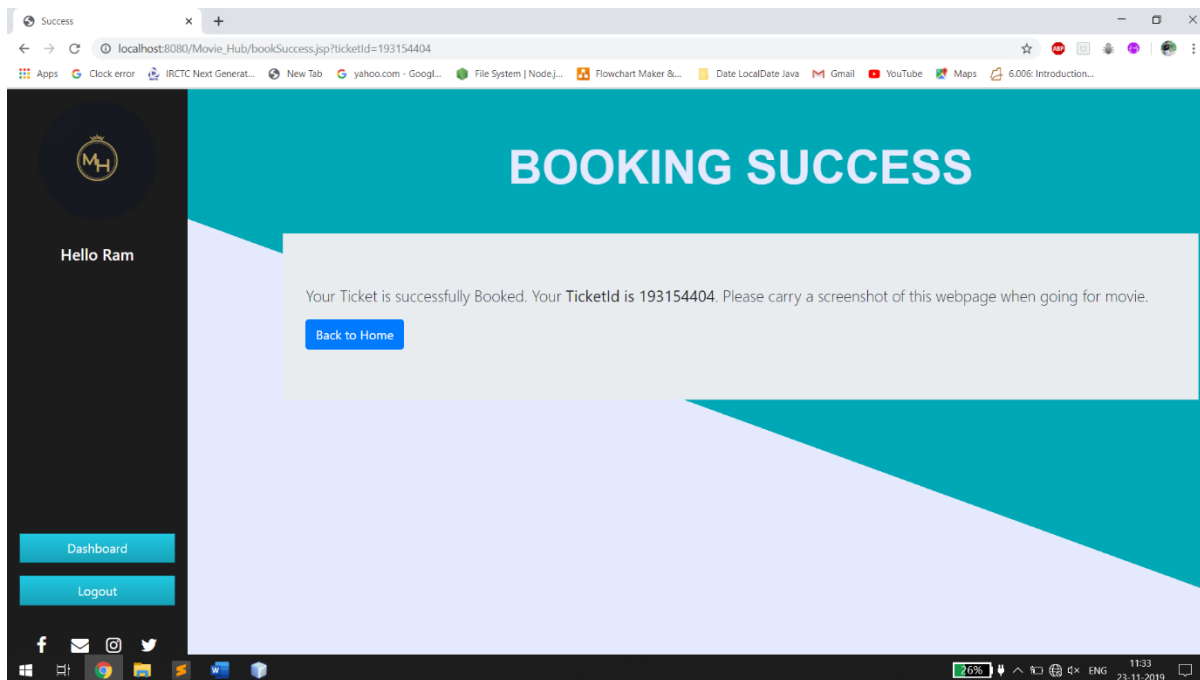 Success
localhost:8080/Movie_Hub/bookSuccess.jsp?ticketId=193154404
ABP
Apps Clock error IRCTC Next Generat... New Tab yahoo.com - Googl... File System | Node.j... Flowchart Maker &... Date LocalDate Java Gmail YouTube Maps 6.006: Introduction...
MH
Hello Ram
BOOKING SUCCESS
Your Ticket is successfully Booked. Your TicketId is 193154404. Please carry a screenshot of this webpage when going for movie.
Back to Home
Dashboard
Logout
26% ENG 11:33
23-11-2019